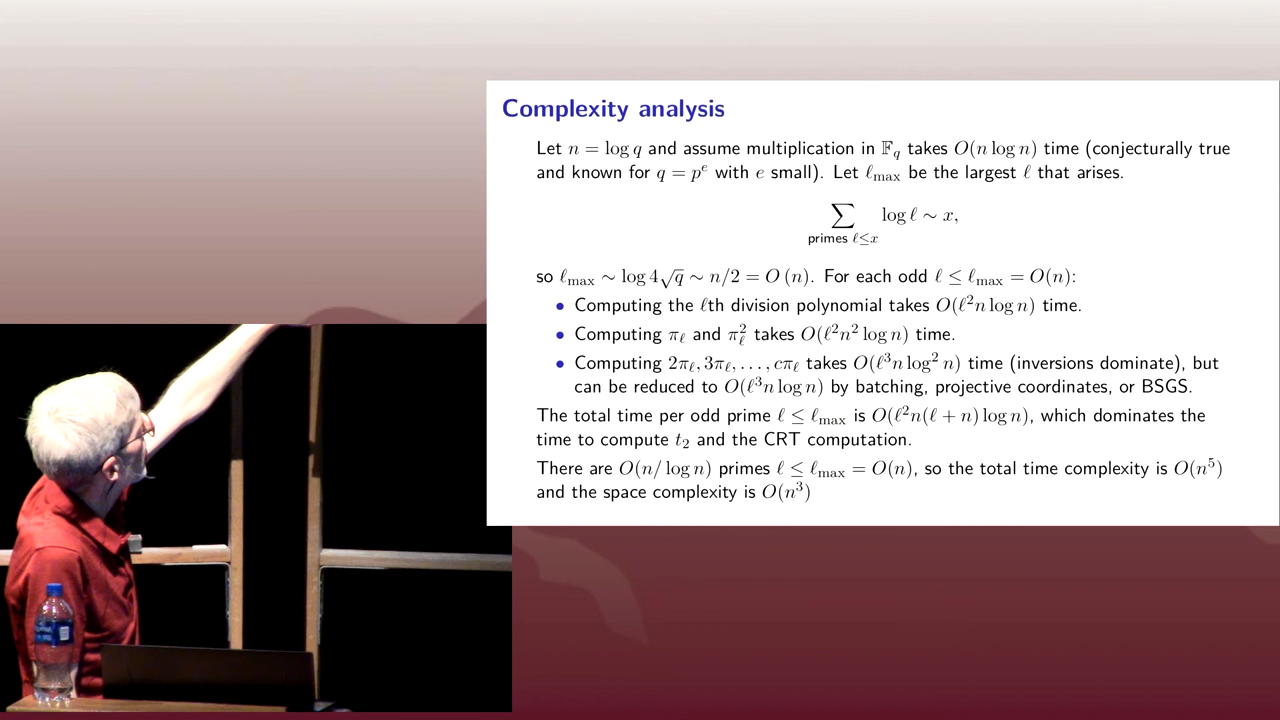 Complexity analysis
Let n = log q and assume multiplication in 𝔽_q takes O(n log n) time (conjecturally true
and known for q = p^e with e small). Let ℓ_max be the largest ℓ that arises.
∑_{primes ℓ≤x} log ℓ ∼ x,
so ℓ_max ∼ log 4√q ∼ n/2 = O (n). For each odd ℓ ≤ ℓ_max = O(n):
• Computing the ℓth division polynomial takes O(ℓ²n log n) time.
• Computing π_ℓ and π_ℓ² takes O(ℓ²n² log n) time.
• Computing 2π_ℓ, 3π_ℓ, . . . , cπ_ℓ takes O(ℓ³n log² n) time (inversions dominate), but
can be reduced to O(ℓ³n log n) by batching, projective coordinates, or BSGS.
The total time per odd prime ℓ ≤ ℓ_max is O(ℓ²n(ℓ + n) log n), which dominates the
time to compute t₂ and the CRT computation.
There are O(n/ log n) primes ℓ ≤ ℓ_max = O(n), so the total time complexity is O(n⁵)
and the space complexity is O(n³)